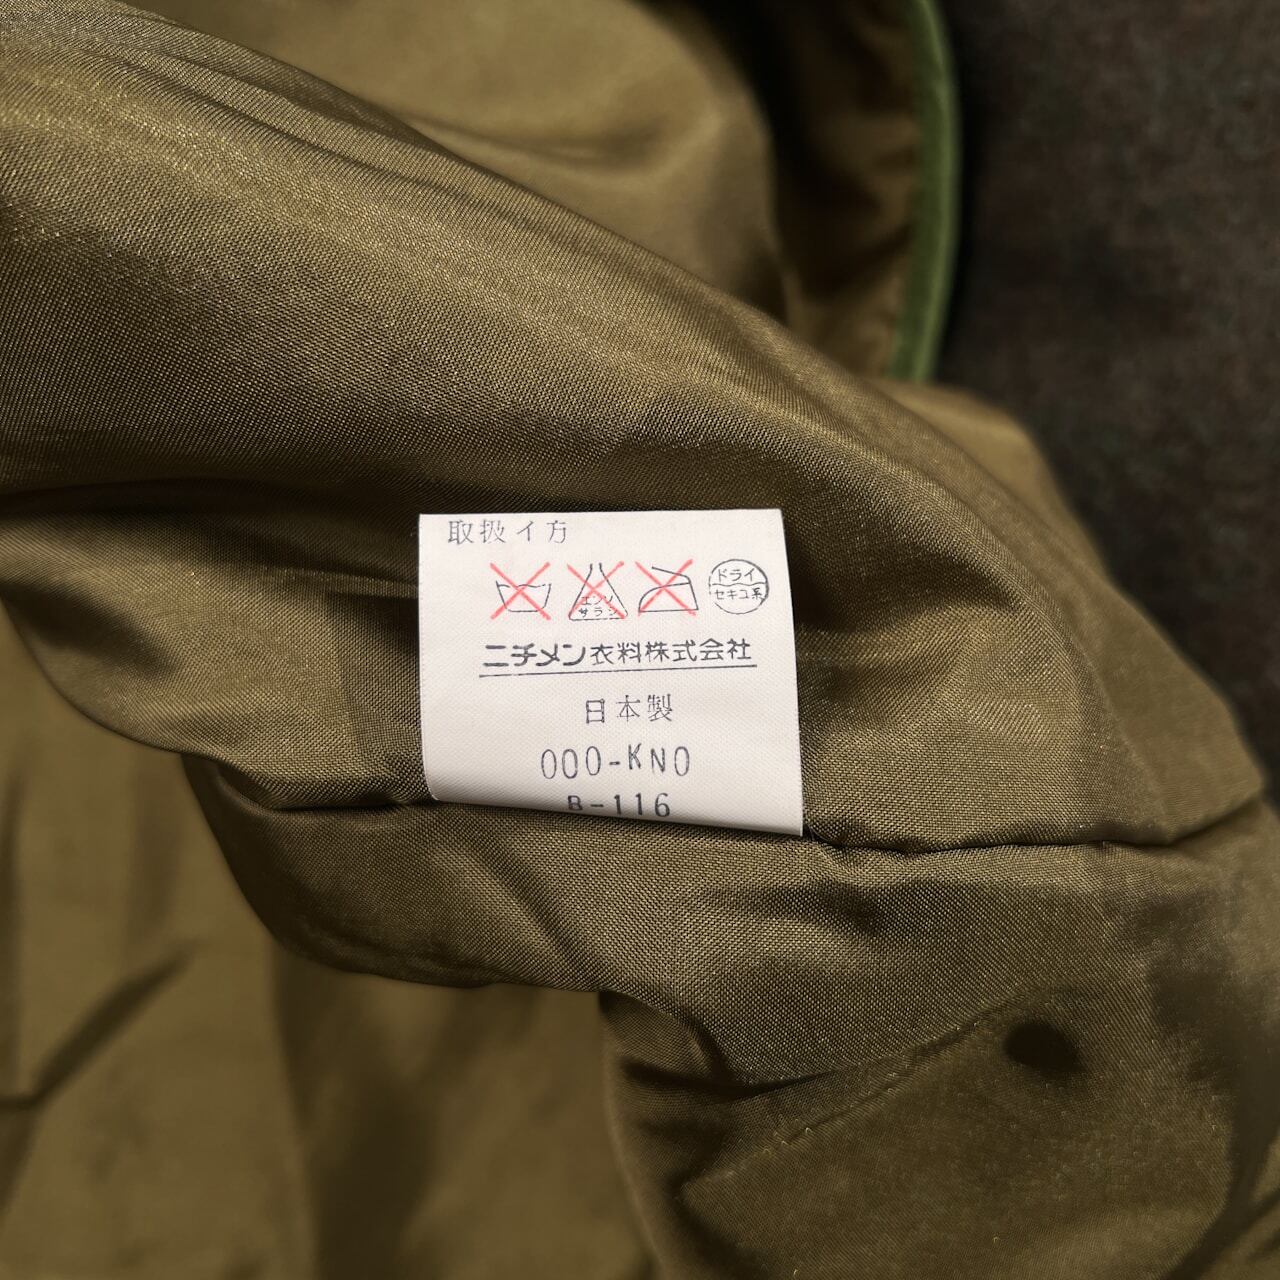 取扱イ方
エンソ サラシ ドライ セキユ系
ニチメン衣料株式会社
日本製
000-KNO
B-116